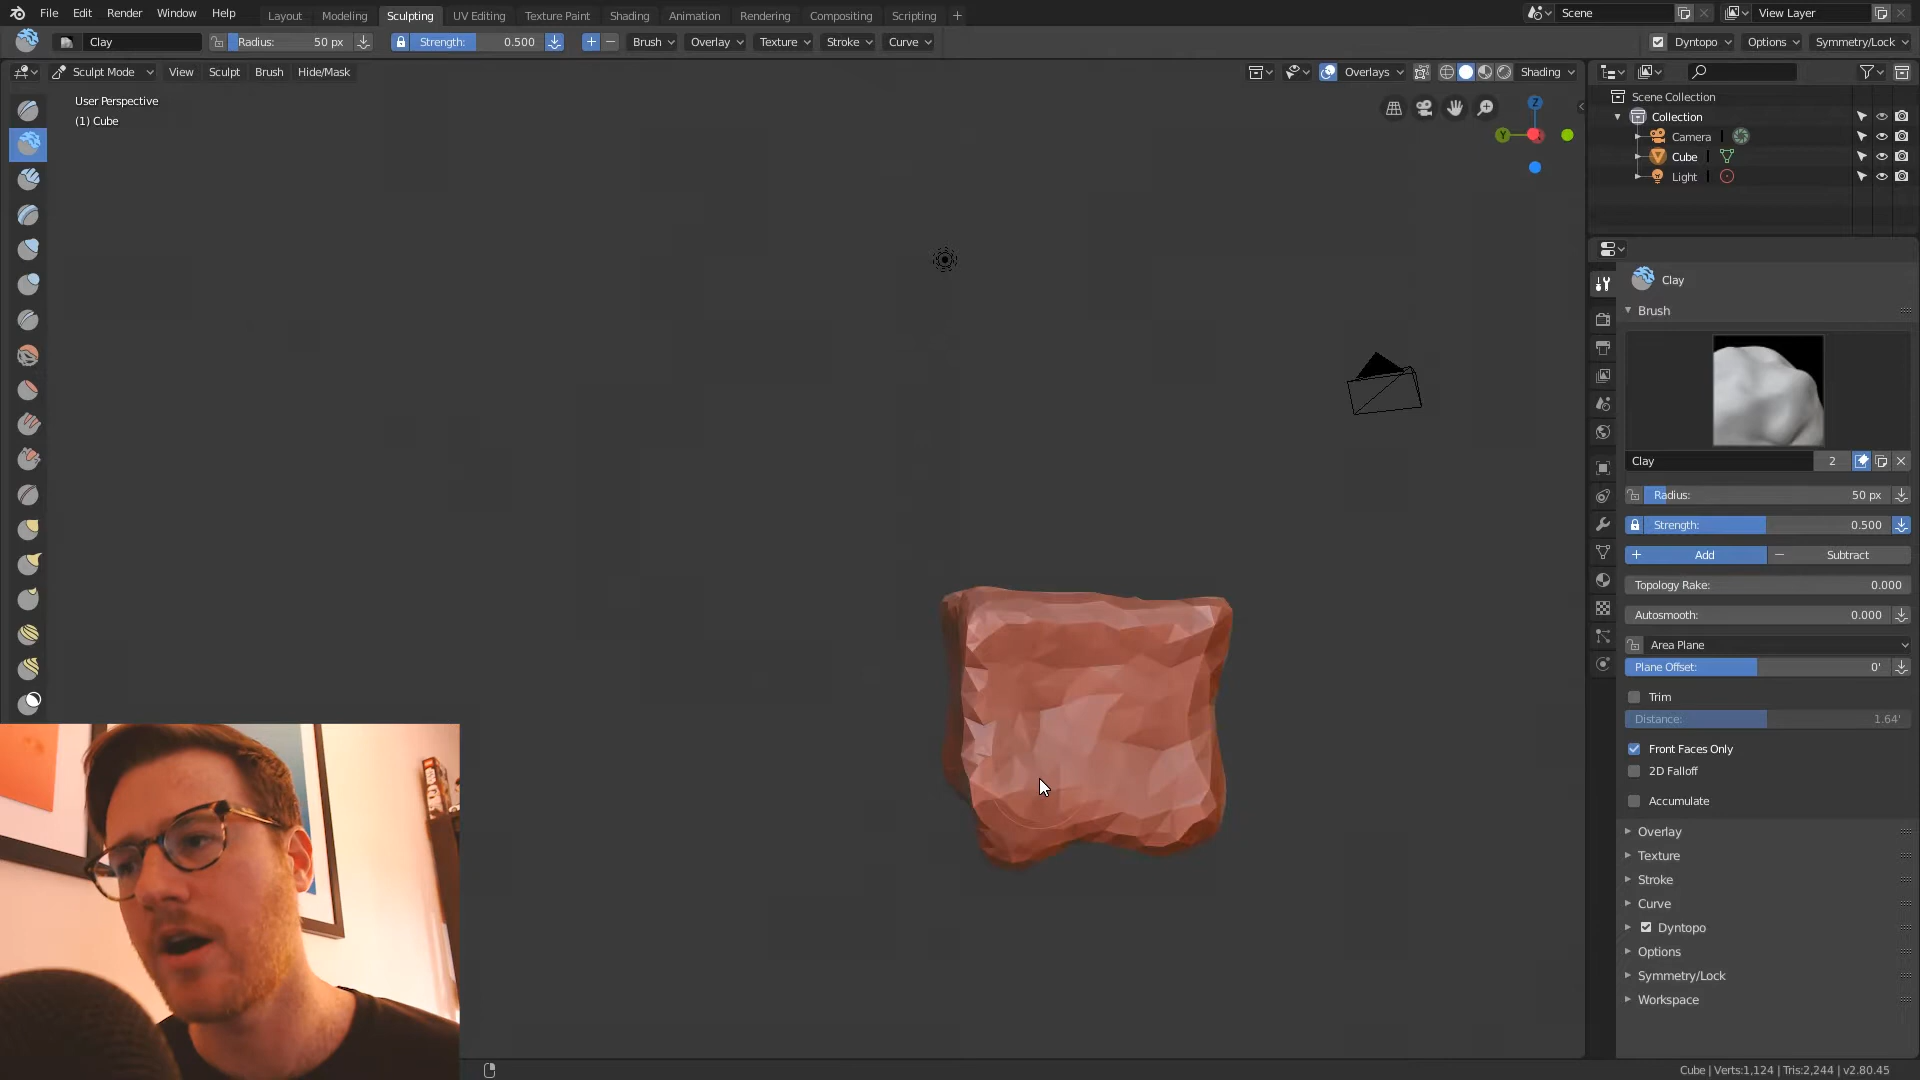 File Edit Render Window Help Layout Modeling Sculpting UV Editing Texture Paint Shading Animation Rendering Compositing Scripting + Scene View Layer
Clay Radius: 50 px Strength: 0.500 Brush Overlay Texture Stroke Curve Dyntopo Options Symmetry/Lock
Sculpt Mode View Sculpt Brush Hide/Mask Overlays Shading
User Perspective
(1) Cube
Z
Y
Scene Collection
Collection
Camera
Cube
Light
Clay
Brush
Clay 2
Radius: 50 px
Strength: 0.500
Add Subtract
Topology Rake: 0.000
Autosmooth: 0.000
Area Plane
Plane Offset: 0'
Trim
Distance: 1.64'
Front Faces Only
2D Falloff
Accumulate
Overlay
Texture
Stroke
Curve
Dyntopo
Options
Symmetry/Lock
Workspace
Cube | Verts:1,124 | Tris:2,244 | v2.80.45